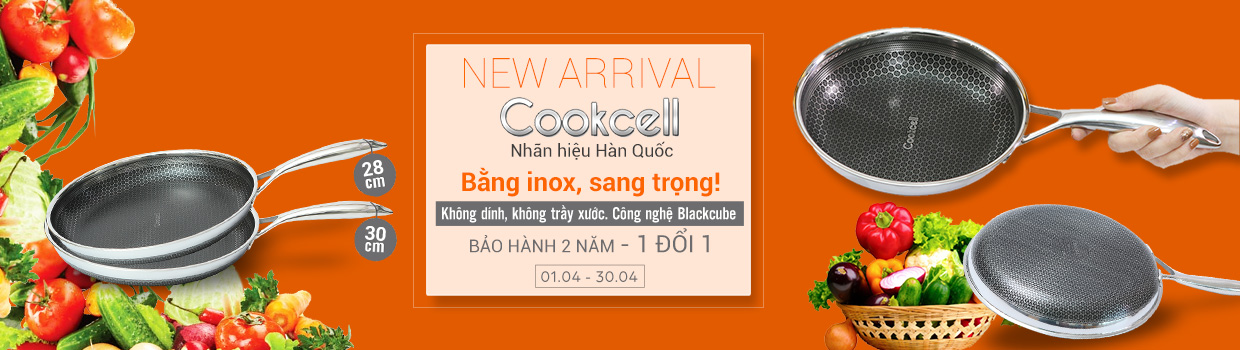 NEW ARRIVAL
Cookcell
Nhãn hiệu Hàn Quốc
Bằng inox, sang trọng!
Không dính, không trầy xước. Công nghệ Blackcube
BẢO HÀNH 2 NĂM - 1 ĐỔI 1
01.04 - 30.04
28
cm
30
cm
Cookcell
Cookcell